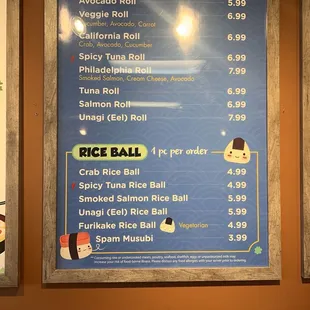 Avocado Roll 5.99
Veggie Roll 6.99
Cucumber, Avocado, Carrot
California Roll 6.99
Crab, Avocado, Cucumber
Spicy Tuna Roll 6.99
Philadelphia Roll 7.99
Smoked Salmon, Cream Cheese, Avocado
Tuna Roll 6.99
Salmon Roll 6.99
Unagi (Eel) Roll 7.99
RICE BALL 1 pc per order
Crab Rice Ball 4.99
Spicy Tuna Rice Ball 4.99
Smoked Salmon Rice Ball 5.99
Unagi (Eel) Rice Ball 5.99
Furikake Rice Ball Vegetarian 4.99
Spam Musubi 3.99